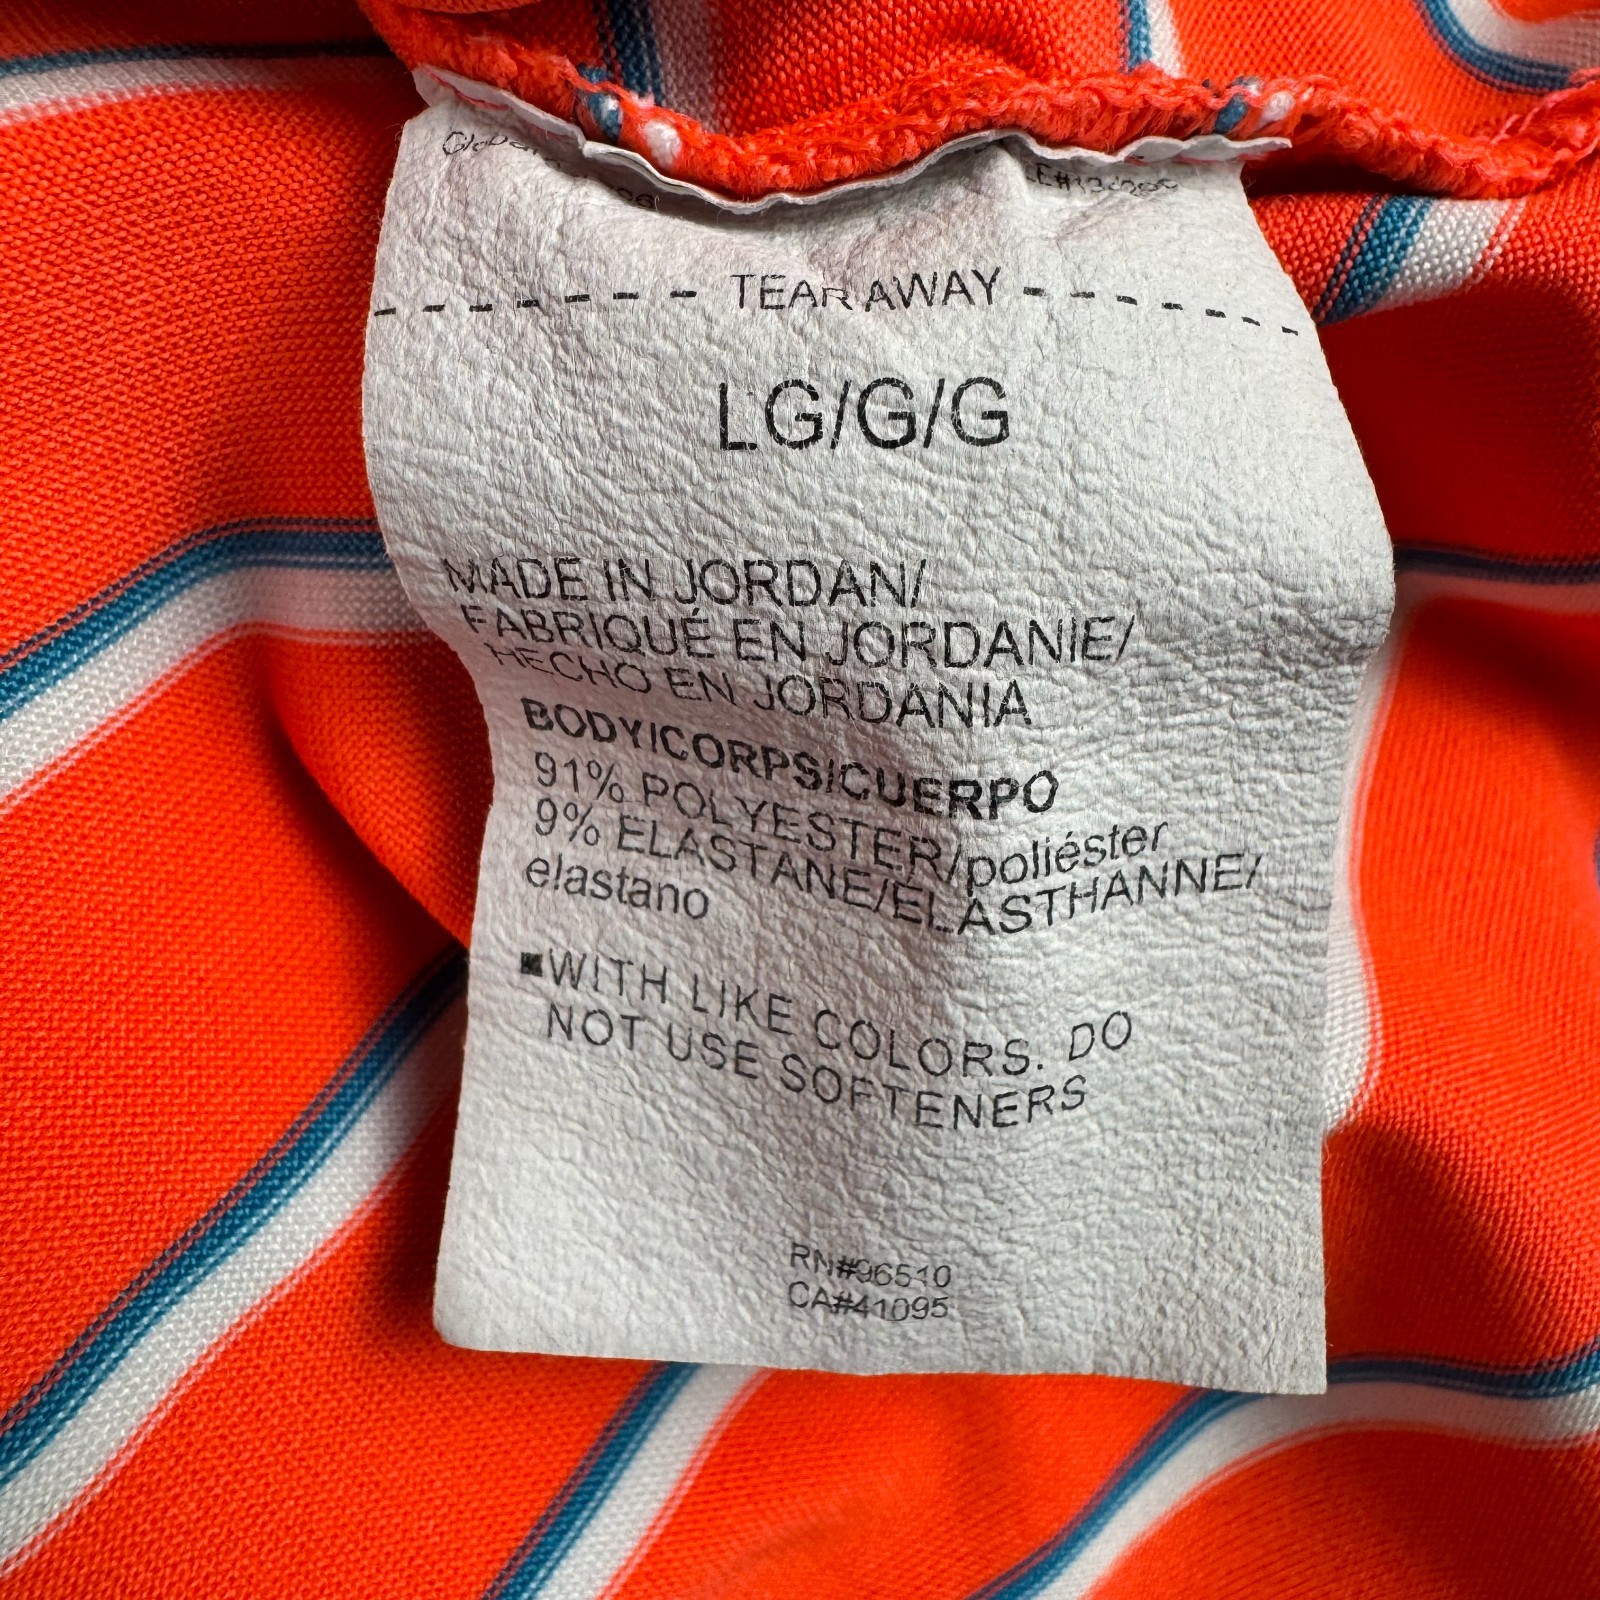 TEAR AWAY
LG/G/G
MADE IN JORDAN/
FABRIQUÉ EN JORDANIE/
HECHO EN JORDANIA
BODY/CORPS/CUERPO
91% POLYESTER/poliéster
9% ELASTANE/ÉLASTHANNE/
elastano
■WITH LIKE COLORS. DO
NOT USE SOFTENERS
RN#96510
CA#41095